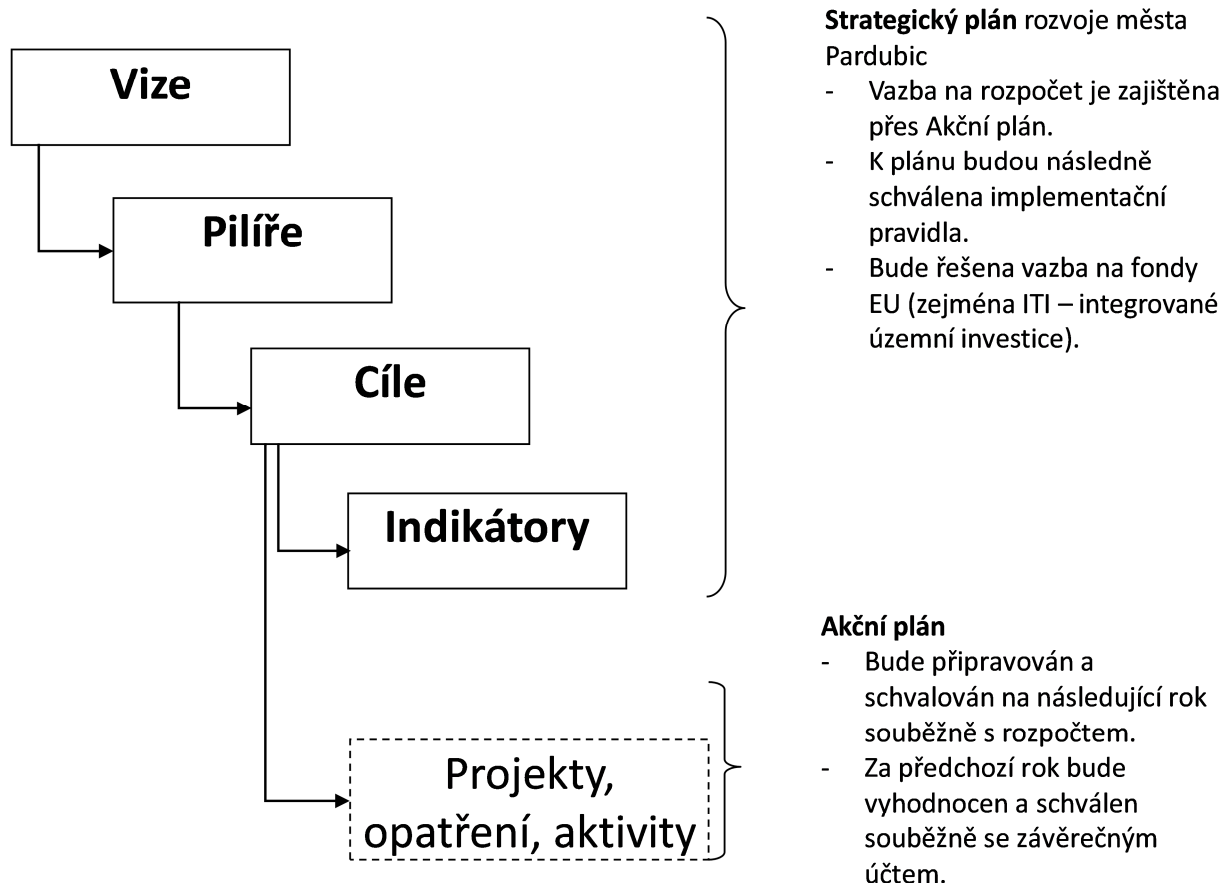 Vize
Pilíře
Cíle
Indikátory
Projekty,
opatření, aktivity
Strategický plán rozvoje města
Pardubic
- Vazba na rozpočet je zajištěna
přes Akční plán.
- K plánu budou následně
schválena implementační
pravidla.
- Bude řešena vazba na fondy
EU (zejména ITI – integrované
územní investice).
Akční plán
- Bude připravován a
schvalován na následující rok
souběžně s rozpočtem.
- Za předchozí rok bude
vyhodnocen a schválen
souběžně se závěrečným
účtem.